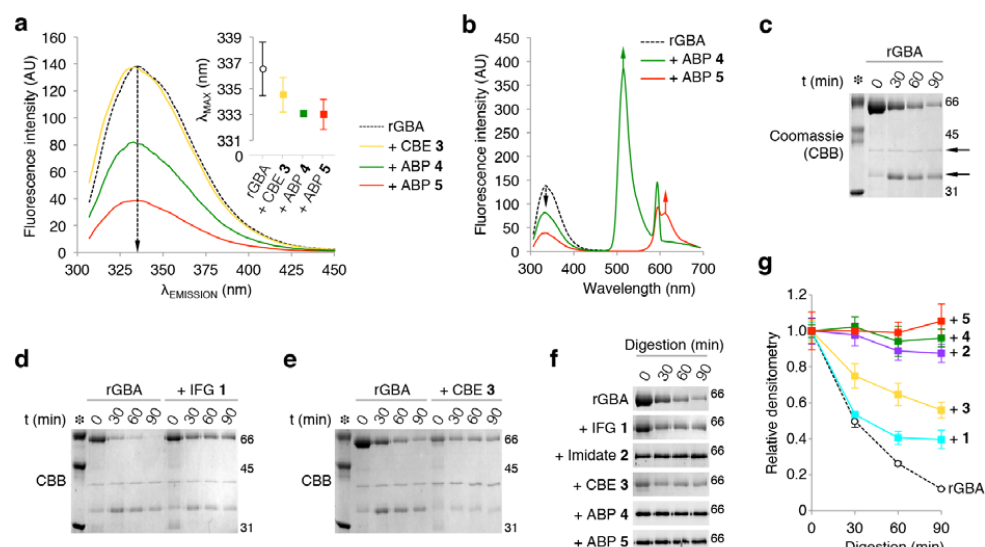 a
Fluorescence intensity (AU)
160
140
120
100
80
60
40
20
0
300
325
350
375
400
425
450
λEMISSION (nm)
λMAX (nm)
339
337
335
333
331
0
rGBA
+ CBE 3
+ ABP 4
+ ABP 5
rGBA
+ CBE 3
+ ABP 4
+ ABP 5
b
Fluorescence intensity (AU)
450
400
350
300
250
200
150
100
50
0
300
400
500
600
700
Wavelength (nm)
rGBA
+ ABP 4
+ ABP 5
c
rGBA
t (min) 0 30 60 90
✻
Coomassie
(CBB)
66
45
31
d
rGBA + IFG 1
t (min) 0 30 60 90 0 30 60 90
✻
CBB
66
45
31
e
rGBA + CBE 3
t (min) 0 30 60 90 0 30 60 90
✻
CBB
66
45
31
f
Digestion (min)
0 30 60 90
rGBA 66
+ IFG 1 66
+ Imidate 2 66
+ CBE 3 66
+ ABP 4 66
+ ABP 5 66
g
Relative densitometry
1.2
1.0
0.8
0.6
0.4
0.2
0
0 30 60 90
Digestion (min)
+ 5
+ 4
+ 2
+ 3
+ 1
rGBA